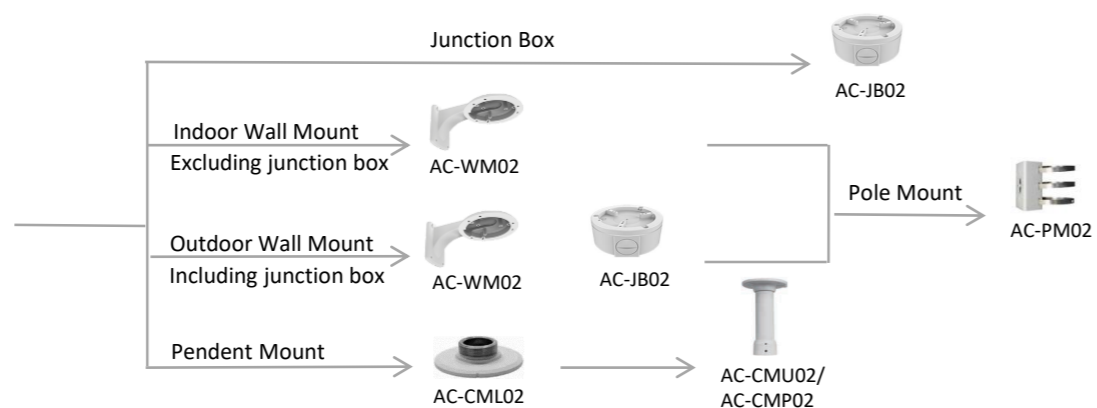 Junction Box
AC-JB02
Indoor Wall Mount
Excluding junction box
AC-WM02
Pole Mount
AC-PM02
Outdoor Wall Mount
Including junction box
AC-WM02
AC-JB02
Pendent Mount
AC-CML02
AC-CMU02/
AC-CMP02